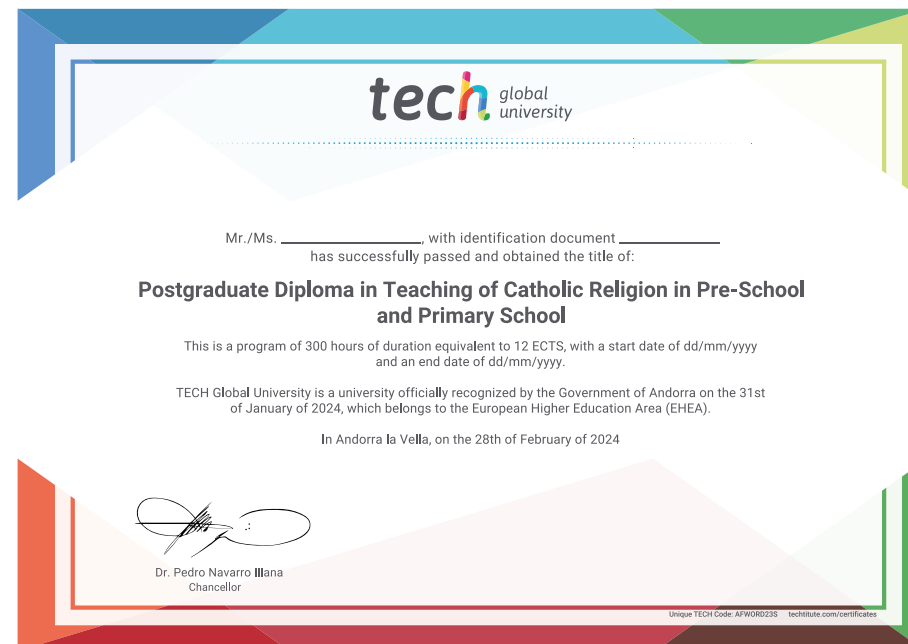 tech global university
Mr./Ms. ____________, with identification document ____________
has successfully passed and obtained the title of:
Postgraduate Diploma in Teaching of Catholic Religion in Pre-School
and Primary School
This is a program of 300 hours of duration equivalent to 12 ECTS, with a start date of dd/mm/yyyy
and an end date of dd/mm/yyyy.
TECH Global University is a university officially recognized by the Government of Andorra on the 31st
of January of 2024, which belongs to the European Higher Education Area (EHEA).
In Andorra la Vella, on the 28th of February of 2024
Dr. Pedro Navarro Illana
Chancellor
Unique TECH Code: AFWORD23S techtitute.com/certificates